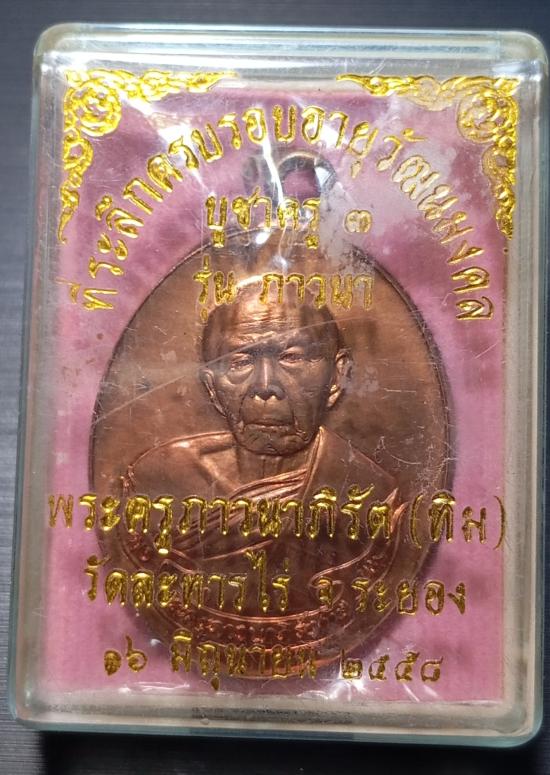 ที่ระลึกครบรอบอายุวัฒนมงคล
บูชาครู ๓
รุ่น ภาวนา
พระครูภาวนาภิรัต (ทิม)
วัดละหารไร่ จ ระยอง
๑๖ มิถุนายน ๒๕๕๘